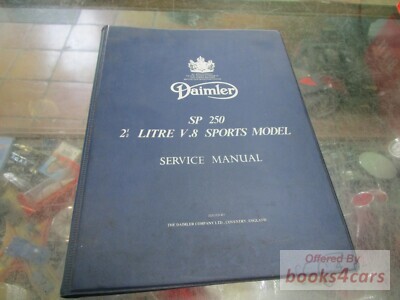 Daimler
SP 250
2½ LITRE V.8 SPORTS MODEL
SERVICE MANUAL
THE DAIMLER COMPANY LTD., COVENTRY, ENGLAND
Offered By
books4cars